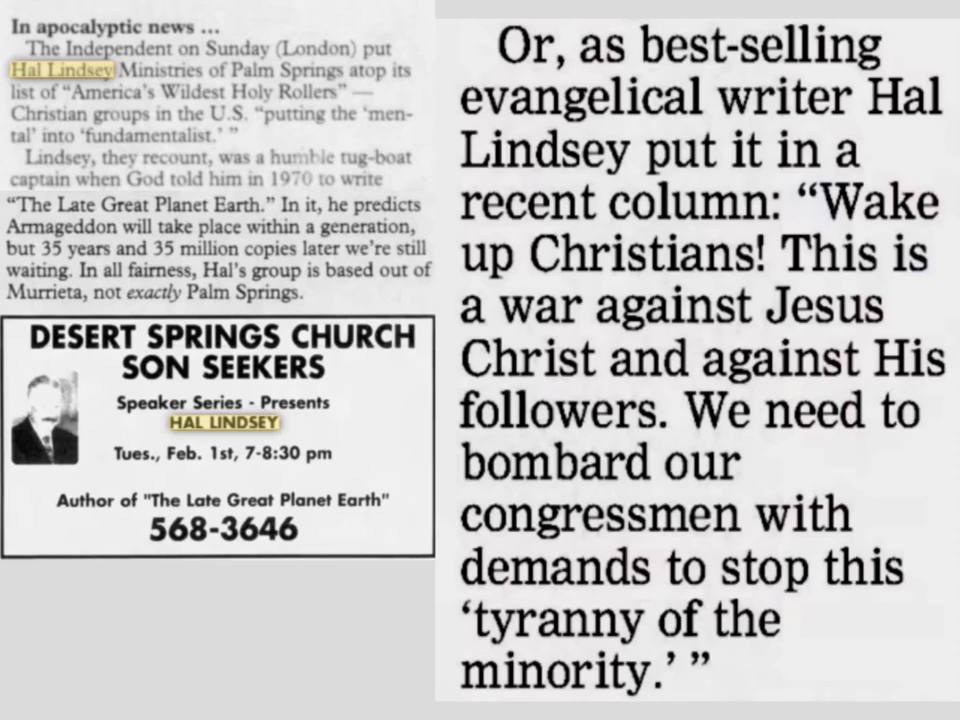 In apocalyptic news ...
The Independent on Sunday (London) put
Hal Lindsey Ministries of Palm Springs atop its
list of “America’s Wildest Holy Rollers” —
Christian groups in the U.S. “putting the ‘men-
tal’ into ‘fundamentalist.’ ”
Lindsey, they recount, was a humble tug-boat
captain when God told him in 1970 to write
“The Late Great Planet Earth.” In it, he predicts
Armageddon will take place within a generation,
but 35 years and 35 million copies later we’re still
waiting. In all fairness, Hal’s group is based out of
Murrieta, not exactly Palm Springs.
DESERT SPRINGS CHURCH
SON SEEKERS
Speaker Series - Presents
HAL LINDSEY
Tues., Feb. 1st, 7-8:30 pm
Author of "The Late Great Planet Earth"
568-3646
Or, as best-selling
evangelical writer Hal
Lindsey put it in a
recent column: “Wake
up Christians! This is
a war against Jesus
Christ and against His
followers. We need to
bombard our
congressmen with
demands to stop this
‘tyranny of the
minority.’ ”